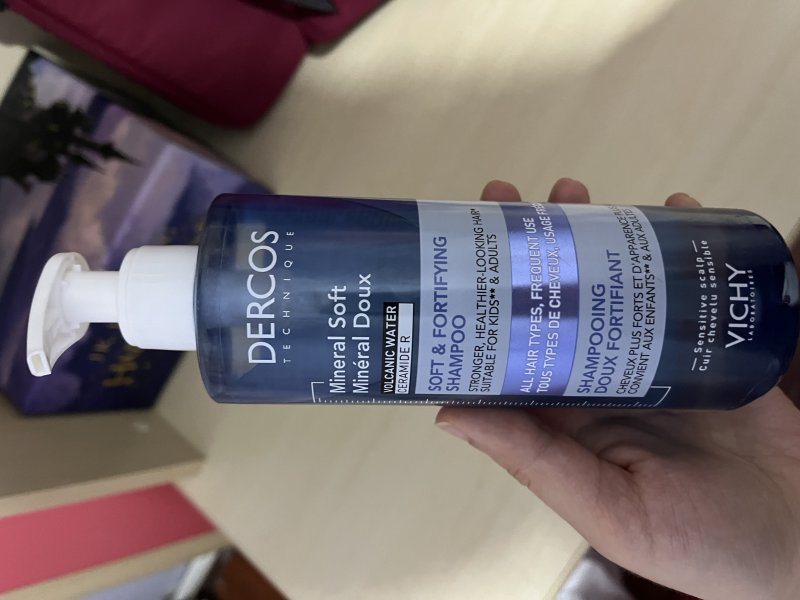 DERCOS
TECHNIQUE
Mineral Soft
Minéral Doux
VOLCANIC WATER
CERAMIDE R
SOFT & FORTIFYING
SHAMPOO
STRONGER, HEALTHIER-LOOKING HAIR*
SUITABLE FOR KIDS** & ADULTS
ALL HAIR TYPES, FREQUENT USE
TOUS TYPES DE CHEVEUX, USAGE
SHAMPOOING
DOUX FORTIFIANT
CHEVEUX PLUS FORTS ET D'APPARENCE
CONVIENT AUX ENFANTS** & AUX
Sensitive scalp
Cuir chevelu sensible
VICHY
LABORATOIRES